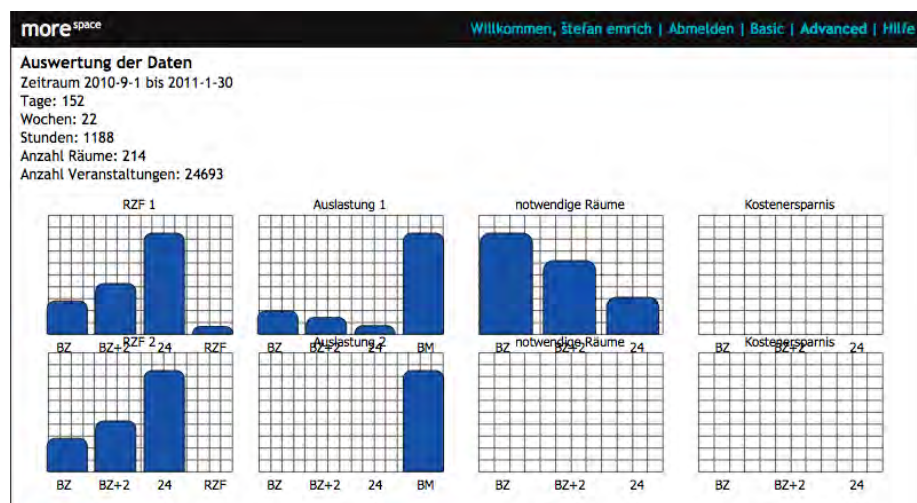 morespace
Willkommen, štefan emrich | Abmelden | Basic | Advanced | Hilfe
Auswertung der Daten
Zeitraum 2010-9-1 bis 2011-1-30
Tage: 152
Wochen: 22
Stunden: 1188
Anzahl Räume: 214
Anzahl Veranstaltungen: 24693
RZF 1 Auslastung 1 notwendige Räume Kostenersparnis
BZ BZ+2 24 RZF BZ BZ+2 24 BM BZ BZ+2 24 BZ BZ+2 24
RZF 2 Auslastung 2 notwendige Räume Kostenersparnis
BZ BZ+2 24 RZF BZ BZ+2 24 BM BZ BZ+2 24 BZ BZ+2 24